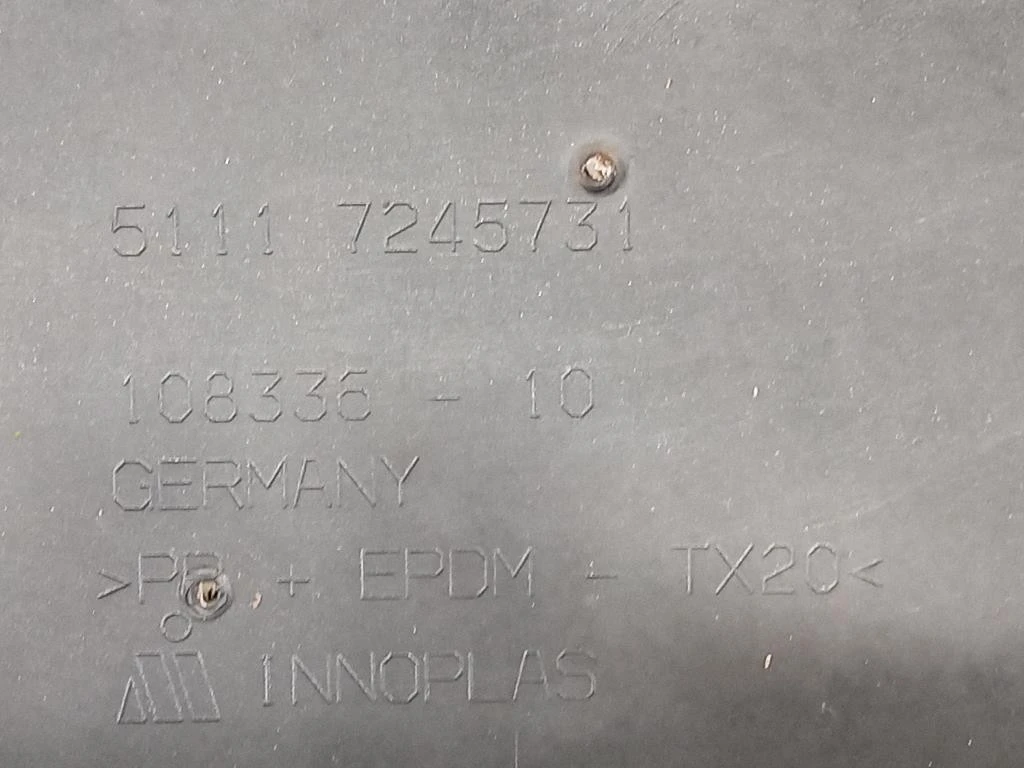 5111 7245731
108336 - 10
GERMANY
>PP + EPDM - TX20<
INNOPLAS